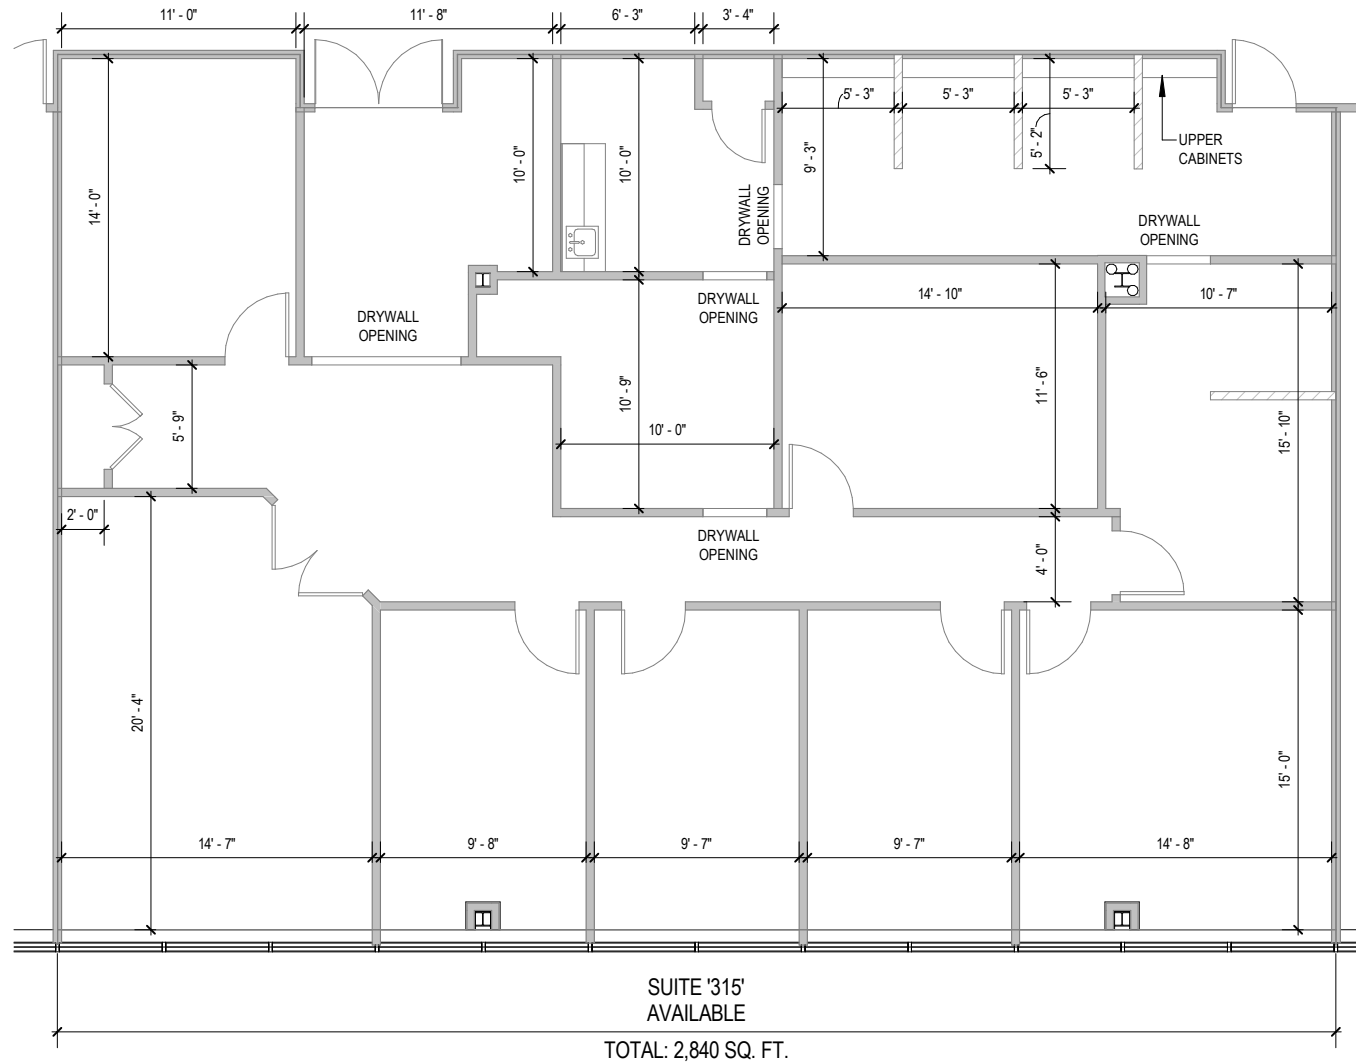 11' - 0"
11' - 8"
6' - 3"
3' - 4"
5' - 3"
5' - 3"
5' - 3"
5' - 2"
UPPER
CABINETS
14' - 0"
10' - 0"
10' - 0"
9' - 3"
DRYWALL
OPENING
DRYWALL
OPENING
DRYWALL
OPENING
DRYWALL
OPENING
14' - 10"
10' - 7"
5' - 9"
10' - 9"
10' - 0"
11' - 6"
15' - 10"
2' - 0"
DRYWALL
OPENING
4' - 0"
20' - 4"
15' - 0"
14' - 7"
9' - 8"
9' - 7"
9' - 7"
14' - 8"
SUITE '315'
AVAILABLE
TOTAL: 2,840 SQ. FT.